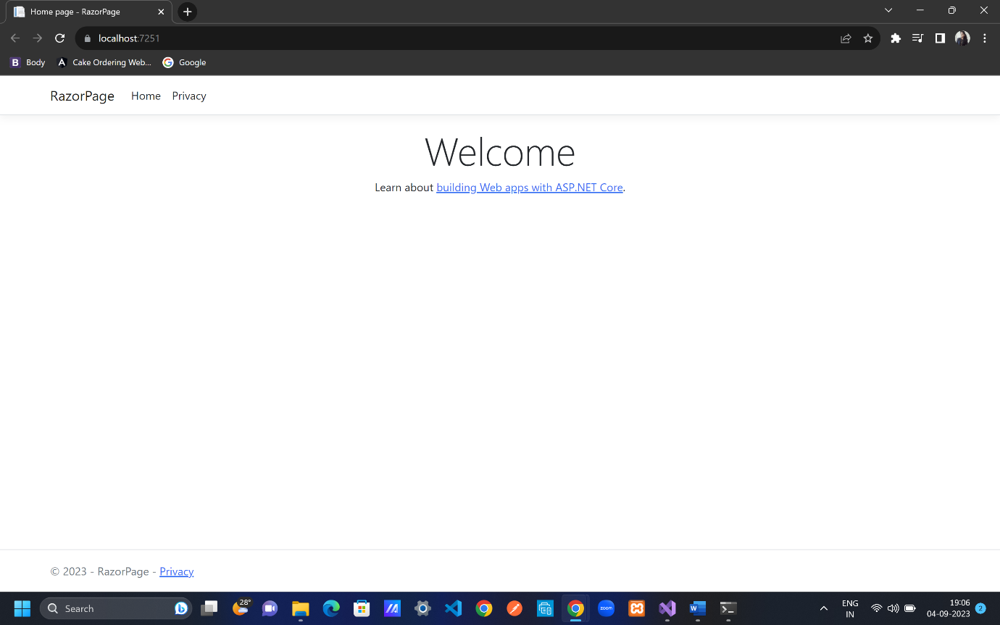 Home page - RazorPage
localhost:7251
B Body
Cake Ordering Web...
Google
RazorPage Home Privacy
Welcome
Learn about building Web apps with ASP.NET Core.
© 2023 - RazorPage - Privacy
Search
28°
zoom
W
ENG
IN
19:06
04-09-2023
2